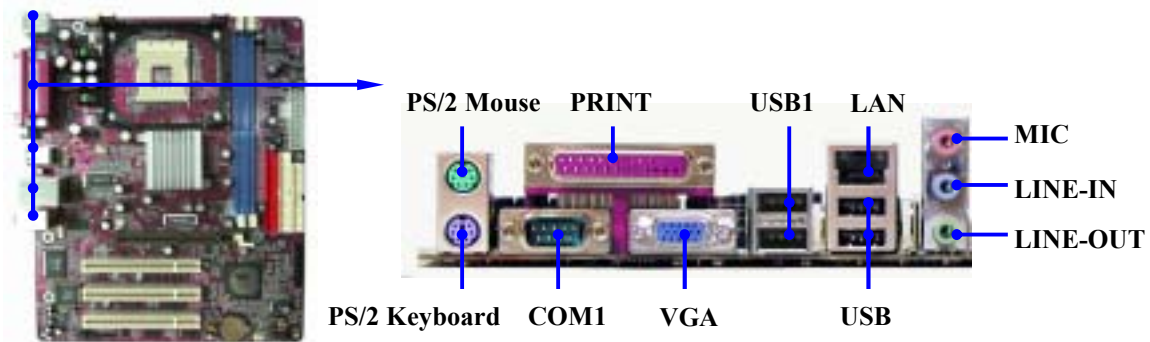 PS/2 Mouse PRINT USB1 LAN
MIC
LINE-IN
LINE-OUT
PS/2 Keyboard COM1 VGA USB